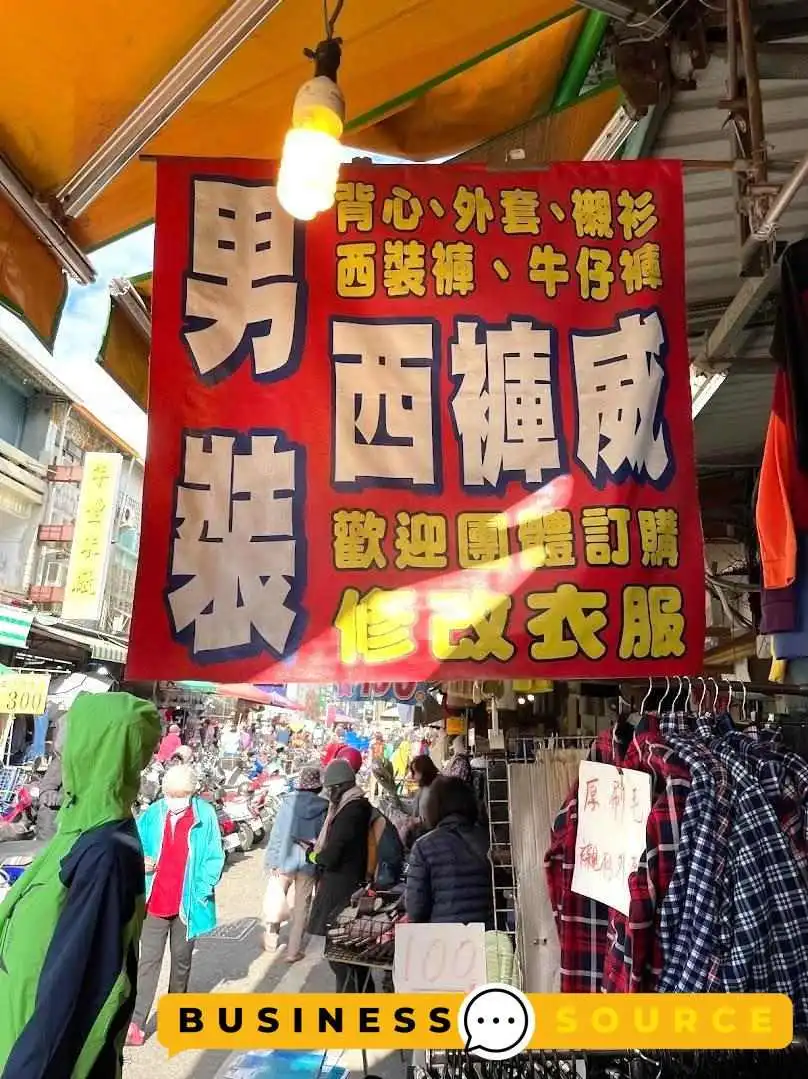 男裝
背心、外套、襯衫
西裝褲、牛仔褲
西褲威
歡迎團體訂購
修改衣服
300
厚刷毛
100
BUSINESS SOURCE